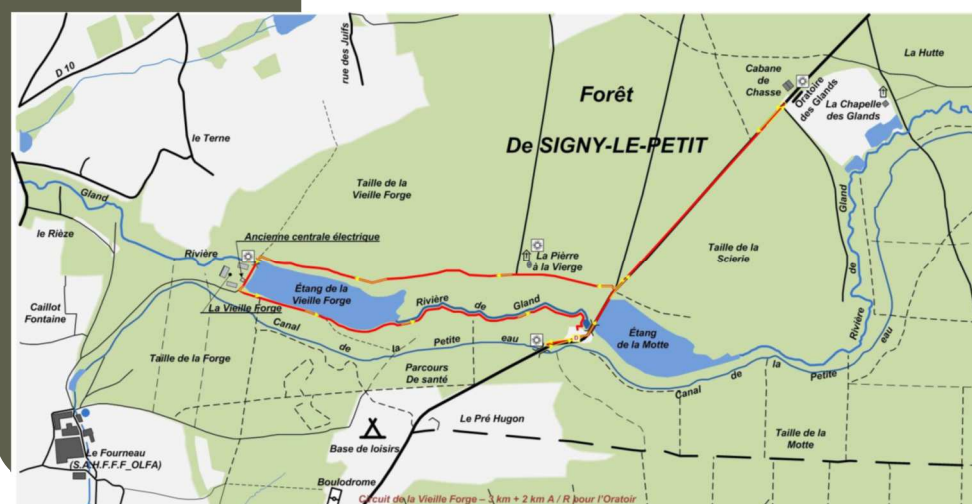 D 10
rue des Juifs
le Terne
Forêt
De SIGNY-LE-PETIT
Cabane
de
Chasse
Oratoire
des Glands
La Hutte
La Chapelle
des Glands
Taille de la
Vieille Forge
Gland
le Rièze
Rivière
Ancienne centrale électrique
La Pièrre
à la Vierge
Taille de la
Scierie
Gland
de
Rivière
Étang de la
Vieille Forge
Rivière de Gland
La Vieille Forge
Caillot
Fontaine
Canal de la Petite eau
Étang
de la Motte
Taille de la Forge
Parcours
De santé
Canal de la Petite eau
Le Pré Hugon
Base de loisirs
Taille de la
Motte
Le Fourneau
(S.A.H.F.F.F_OLFA)
Boulodrome
Circuit de la Vieille Forge – 3 km + 2 km A / R pour l'Oratoir